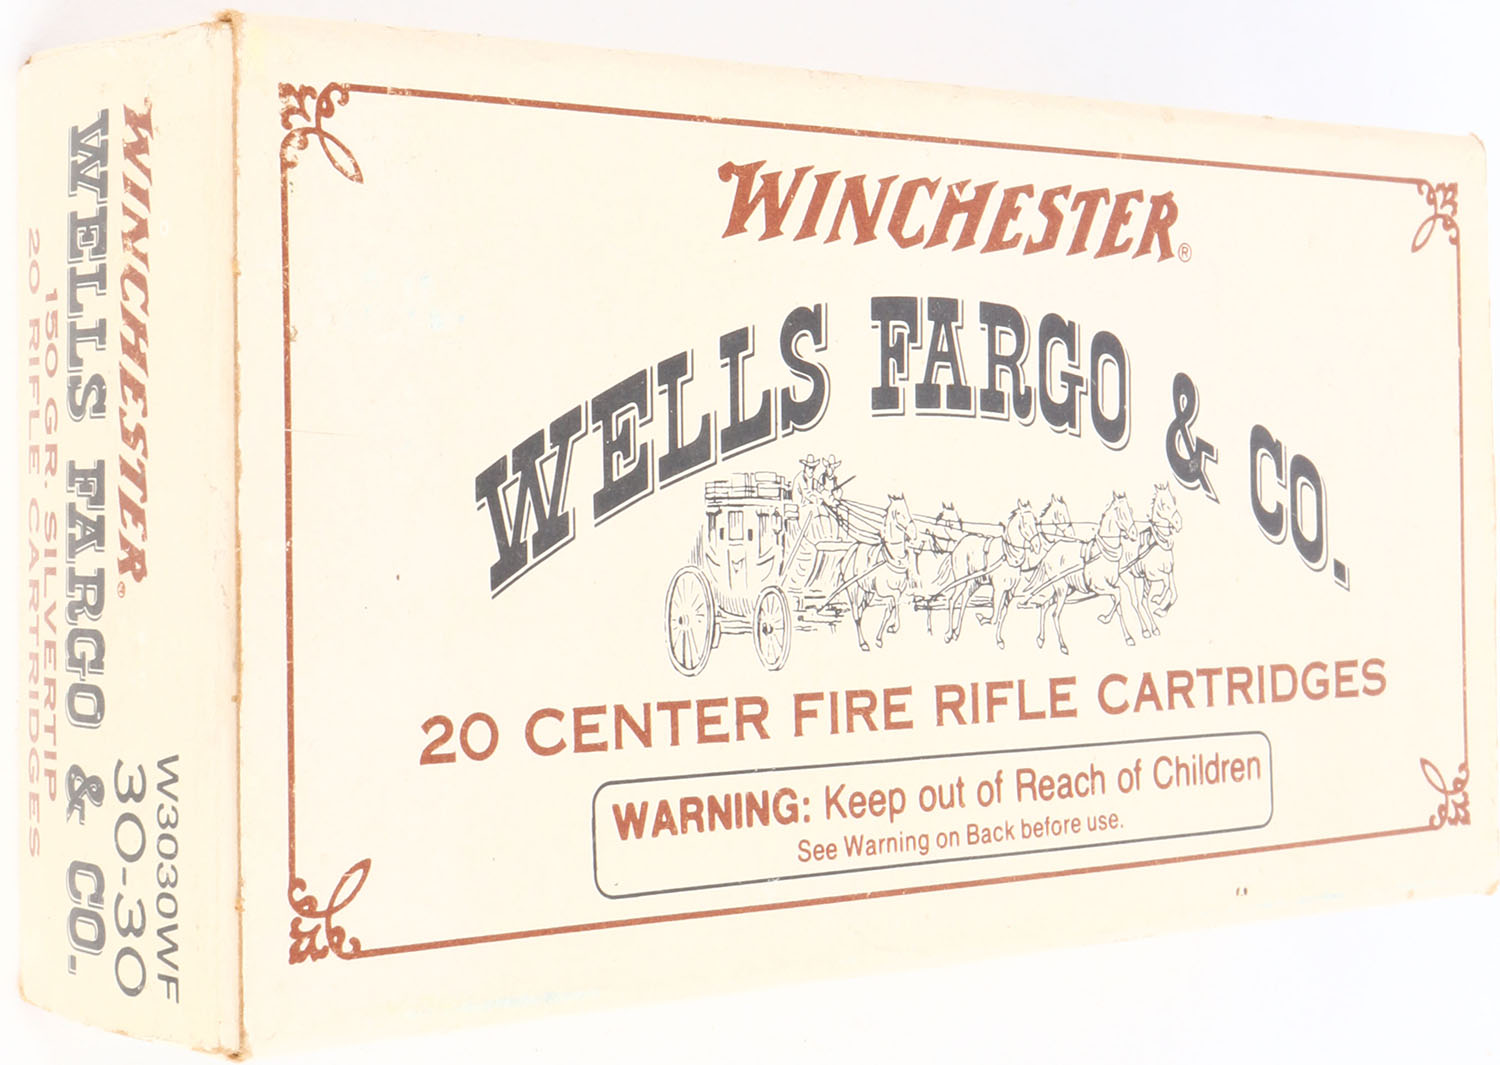 WINCHESTER®
WELLS FARGO & CO.
20 CENTER FIRE RIFLE CARTRIDGES
WARNING: Keep out of Reach of Children
See Warning on Back before use.
W3030WF
30-30
WINCHESTER®
WELLS FARGO & CO.
150 GR. SILVERTIP
20 RIFLE CARTRIDGES